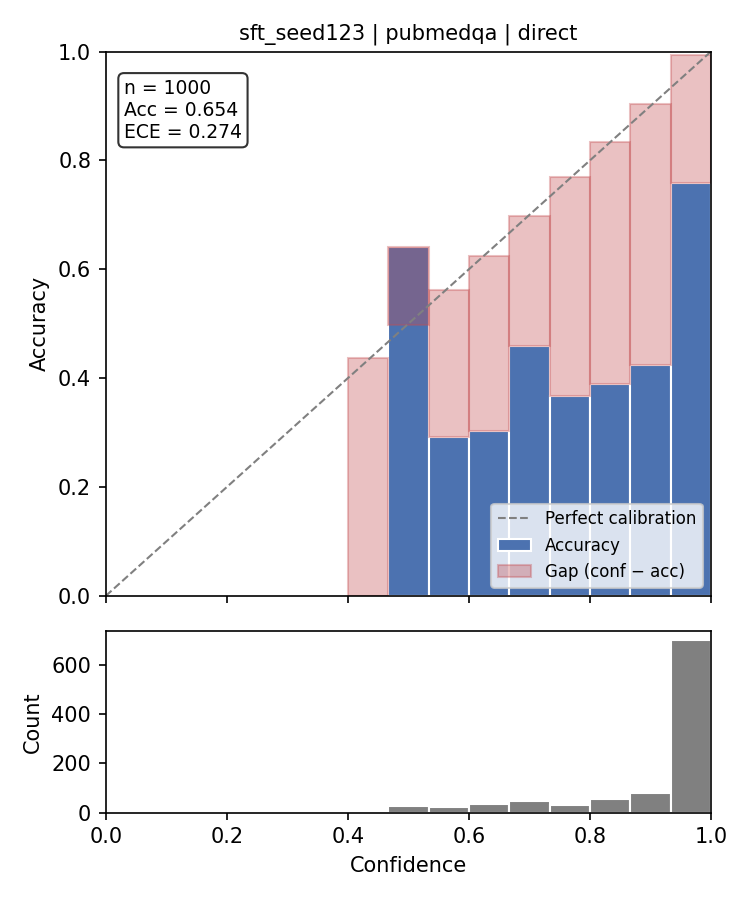 sft_seed123 | pubmedqa | direct
1.0
0.8
0.6
0.4
0.2
0.0
Accuracy
n = 1000
Acc = 0.654
ECE = 0.274
Perfect calibration
Accuracy
Gap (conf − acc)
600
400
200
0
Count
0.0 0.2 0.4 0.6 0.8 1.0
Confidence